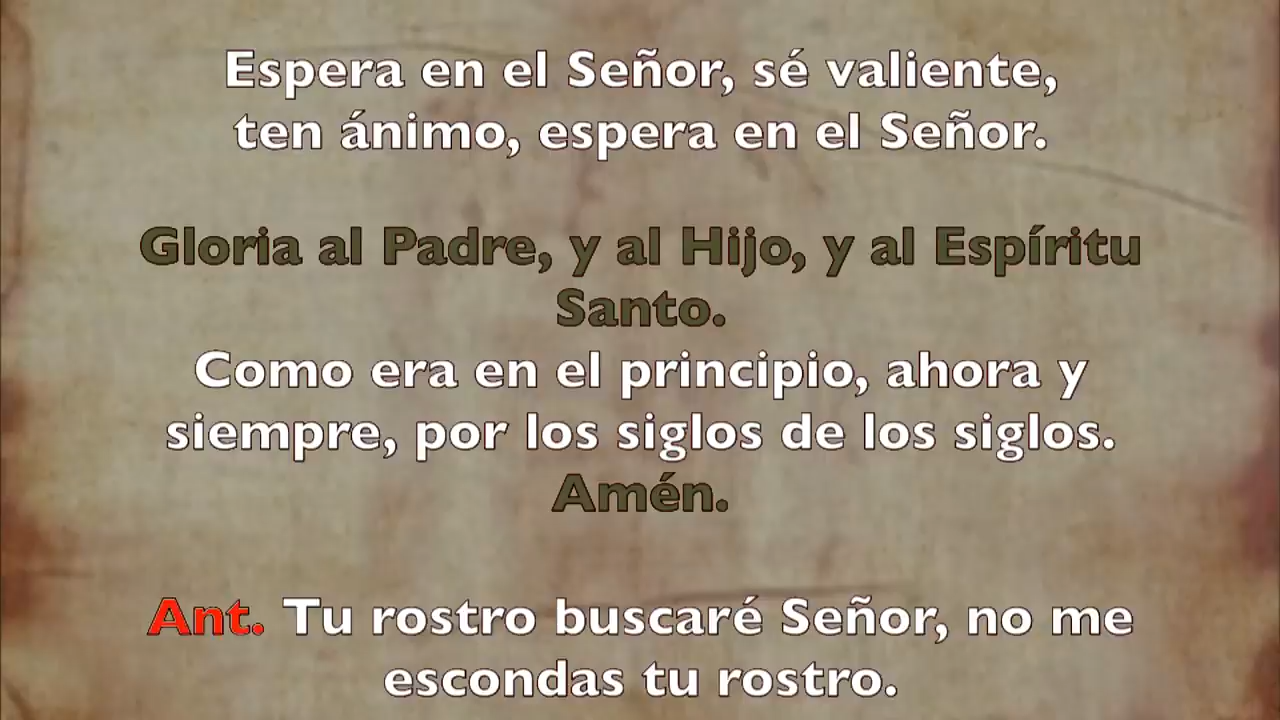 Espera en el Señor, sé valiente,
ten ánimo, espera en el Señor.
Gloria al Padre, y al Hijo, y al Espíritu
Santo.
Como era en el principio, ahora y
siempre, por los siglos de los siglos.
Amén.
Ant. Tu rostro buscaré Señor, no me
escondas tu rostro.